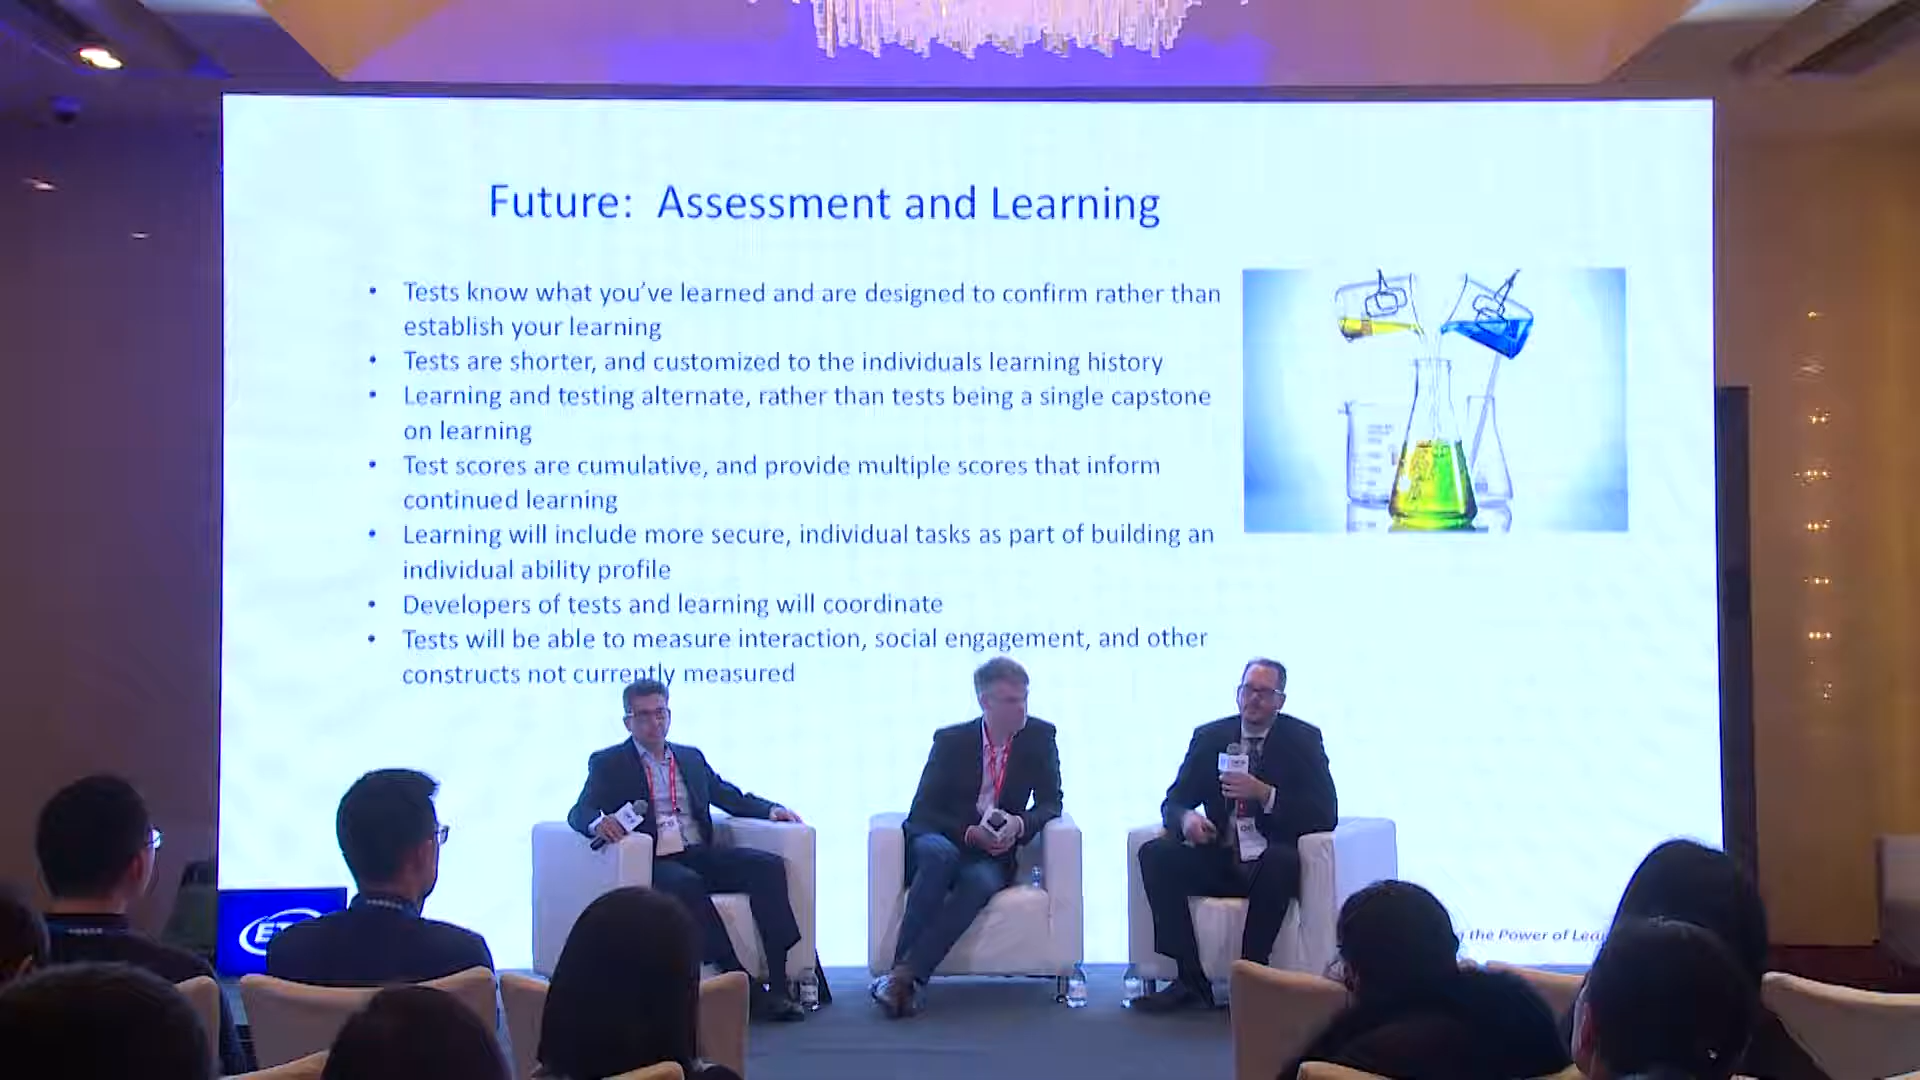 Future: Assessment and Learning
• Tests know what you've learned and are designed to confirm rather than
establish your learning
• Tests are shorter, and customized to the individuals learning history
• Learning and testing alternate, rather than tests being a single capstone
on learning
• Test scores are cumulative, and provide multiple scores that inform
continued learning
• Learning will include more secure, individual tasks as part of building an
individual ability profile
• Developers of tests and learning will coordinate
• Tests will be able to measure interaction, social engagement, and other
constructs not currently measured
the Power of